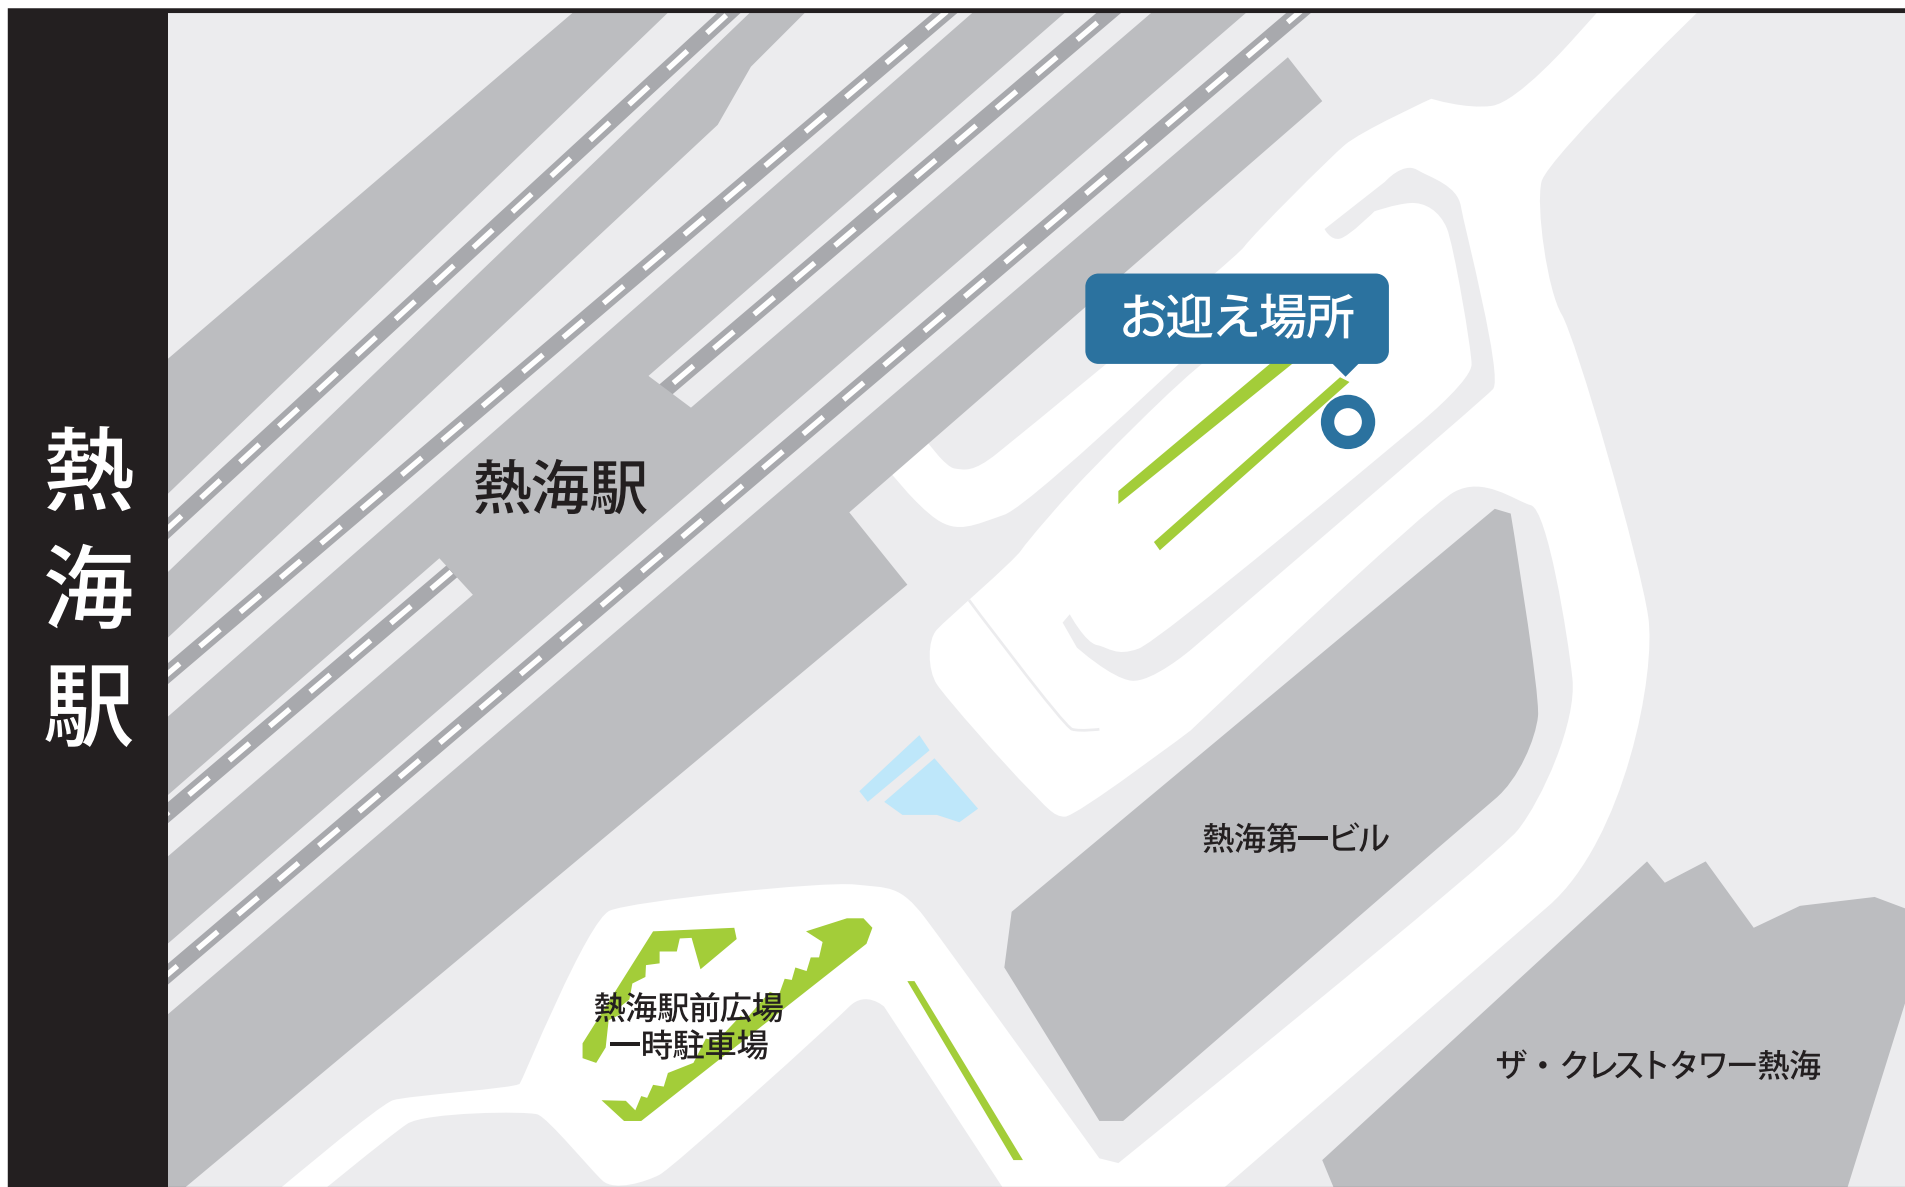 熱海駅
お迎え場所
熱海駅
熱海第一ビル
熱海駅前広場
一時駐車場
ザ・クレストタワー熱海